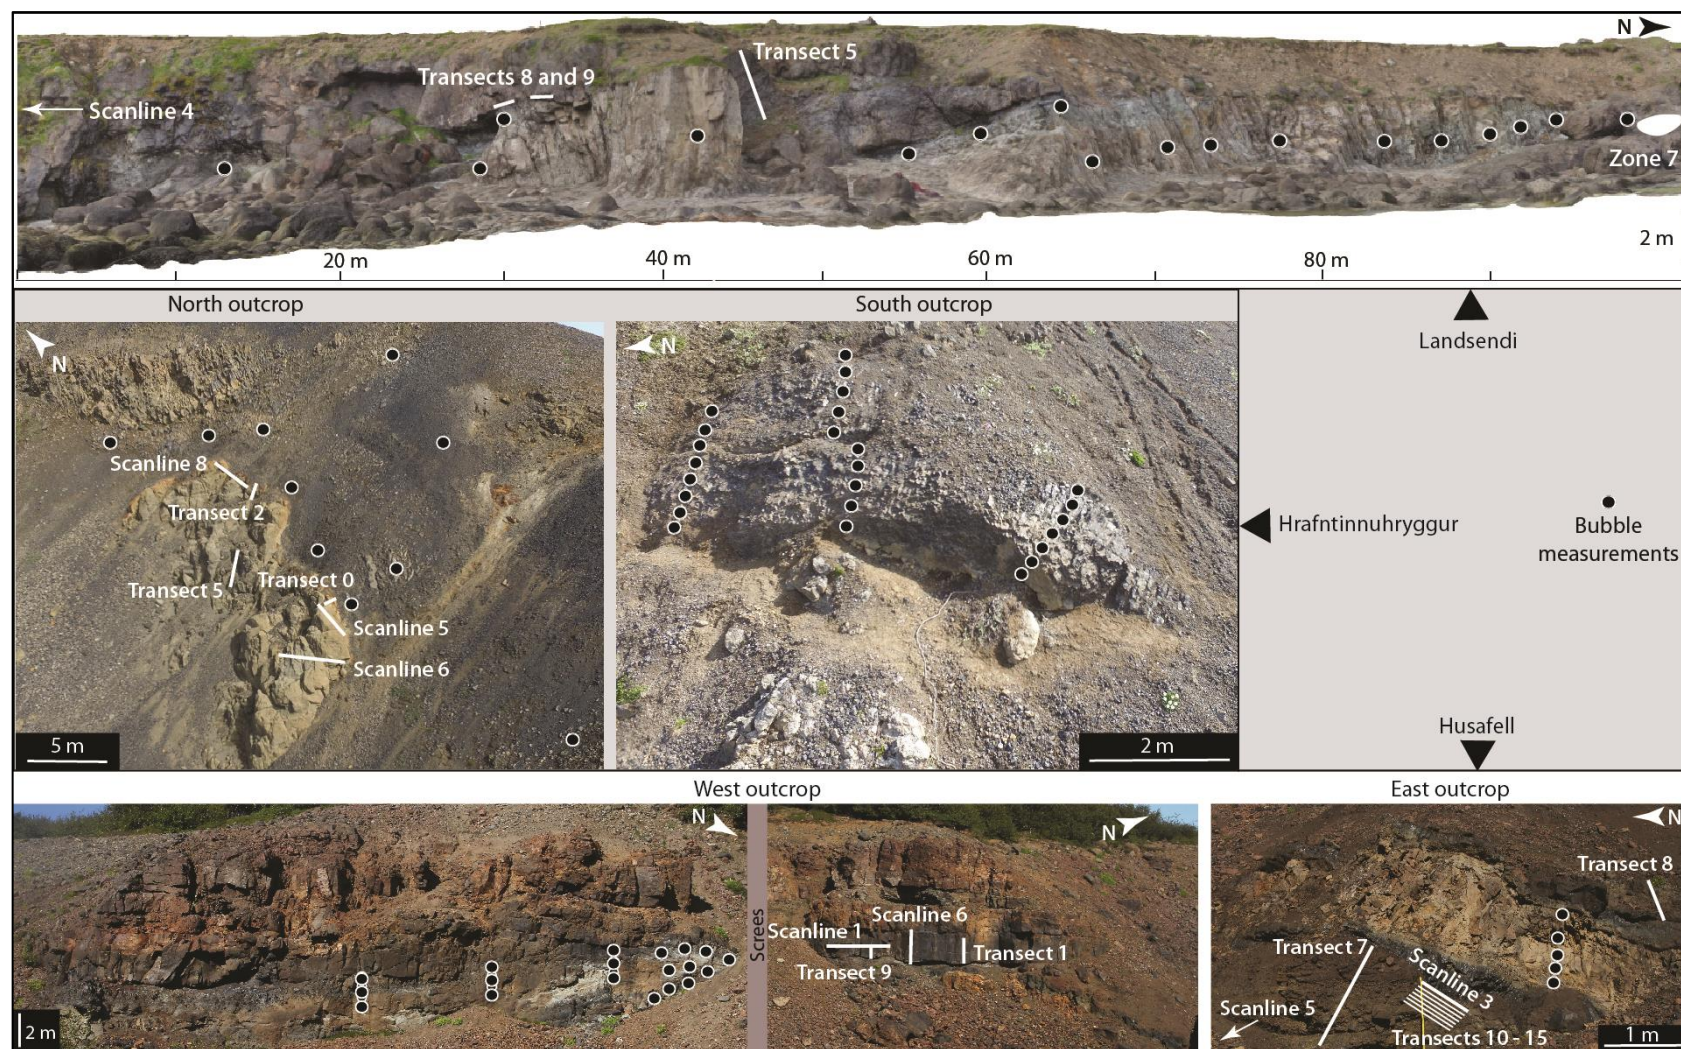 N
Transect 5
Transects 8 and 9
Scanline 4
Zone 7
2 m
20 m
40 m
60 m
80 m
North outcrop
South outcrop
N
Scanline 8
Transect 2
Transect 5
Transect 0
Scanline 5
Scanline 6
5 m
N
2 m
Landsendi
Hrafntinnuhryggur
Bubble
measurements
Husafell
West outcrop
East outcrop
N
2 m
Screes
N
Scanline 6
Scanline 1
Transect 1
Transect 9
N
Transect 8
Transect 7
Scanline 3
Scanline 5
Transects 10 - 15
1 m